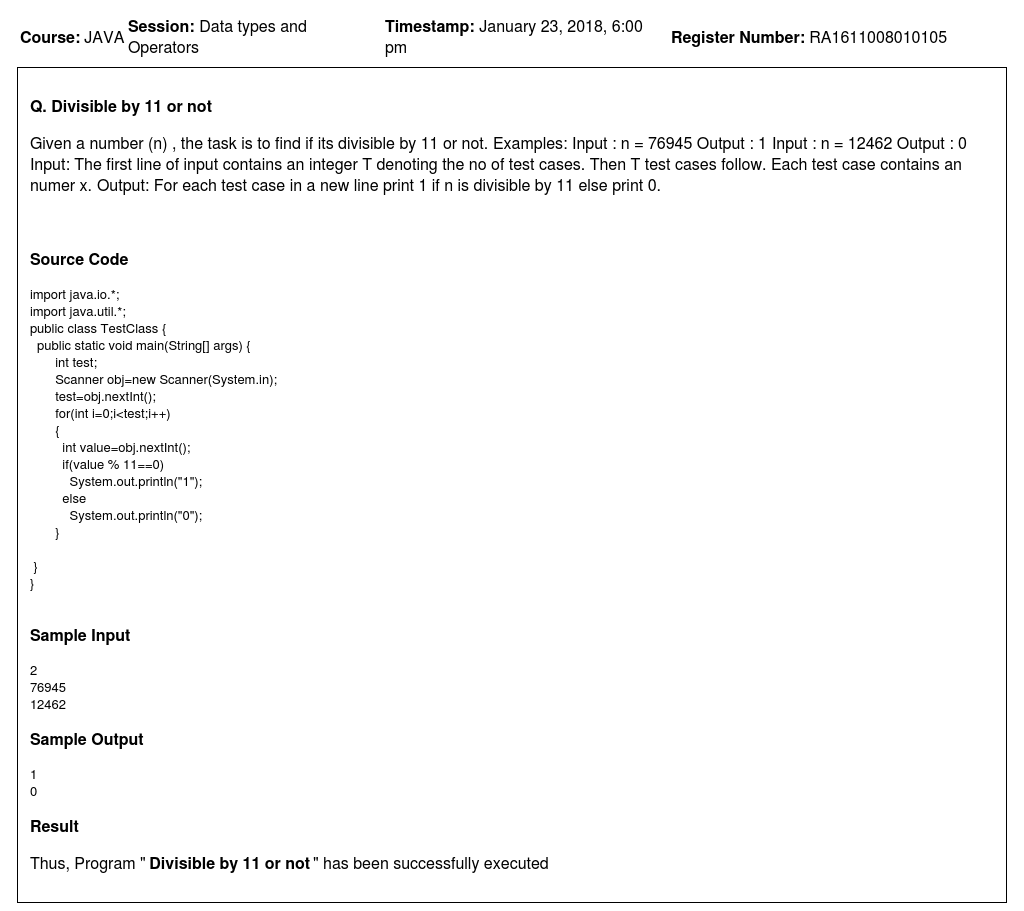 Course: JAVA Session: Data types and Operators Timestamp: January 23, 2018, 6:00 pm Register Number: RA1611008010105
Q. Divisible by 11 or not
Given a number (n) , the task is to find if its divisible by 11 or not. Examples: Input : n = 76945 Output : 1 Input : n = 12462 Output : 0
Input: The first line of input contains an integer T denoting the no of test cases. Then T test cases follow. Each test case contains an
numer x. Output: For each test case in a new line print 1 if n is divisible by 11 else print 0.
Source Code
import java.io.*;
import java.util.*;
public class TestClass {
  public static void main(String[] args) {
       int test;
       Scanner obj=new Scanner(System.in);
       test=obj.nextInt();
       for(int i=0;i<test;i++)
       {
         int value=obj.nextInt();
         if(value % 11==0)
           System.out.println("1");
         else
           System.out.println("0");
       }
 }
}
Sample Input
2
76945
12462
Sample Output
1
0
Result
Thus, Program " Divisible by 11 or not " has been successfully executed